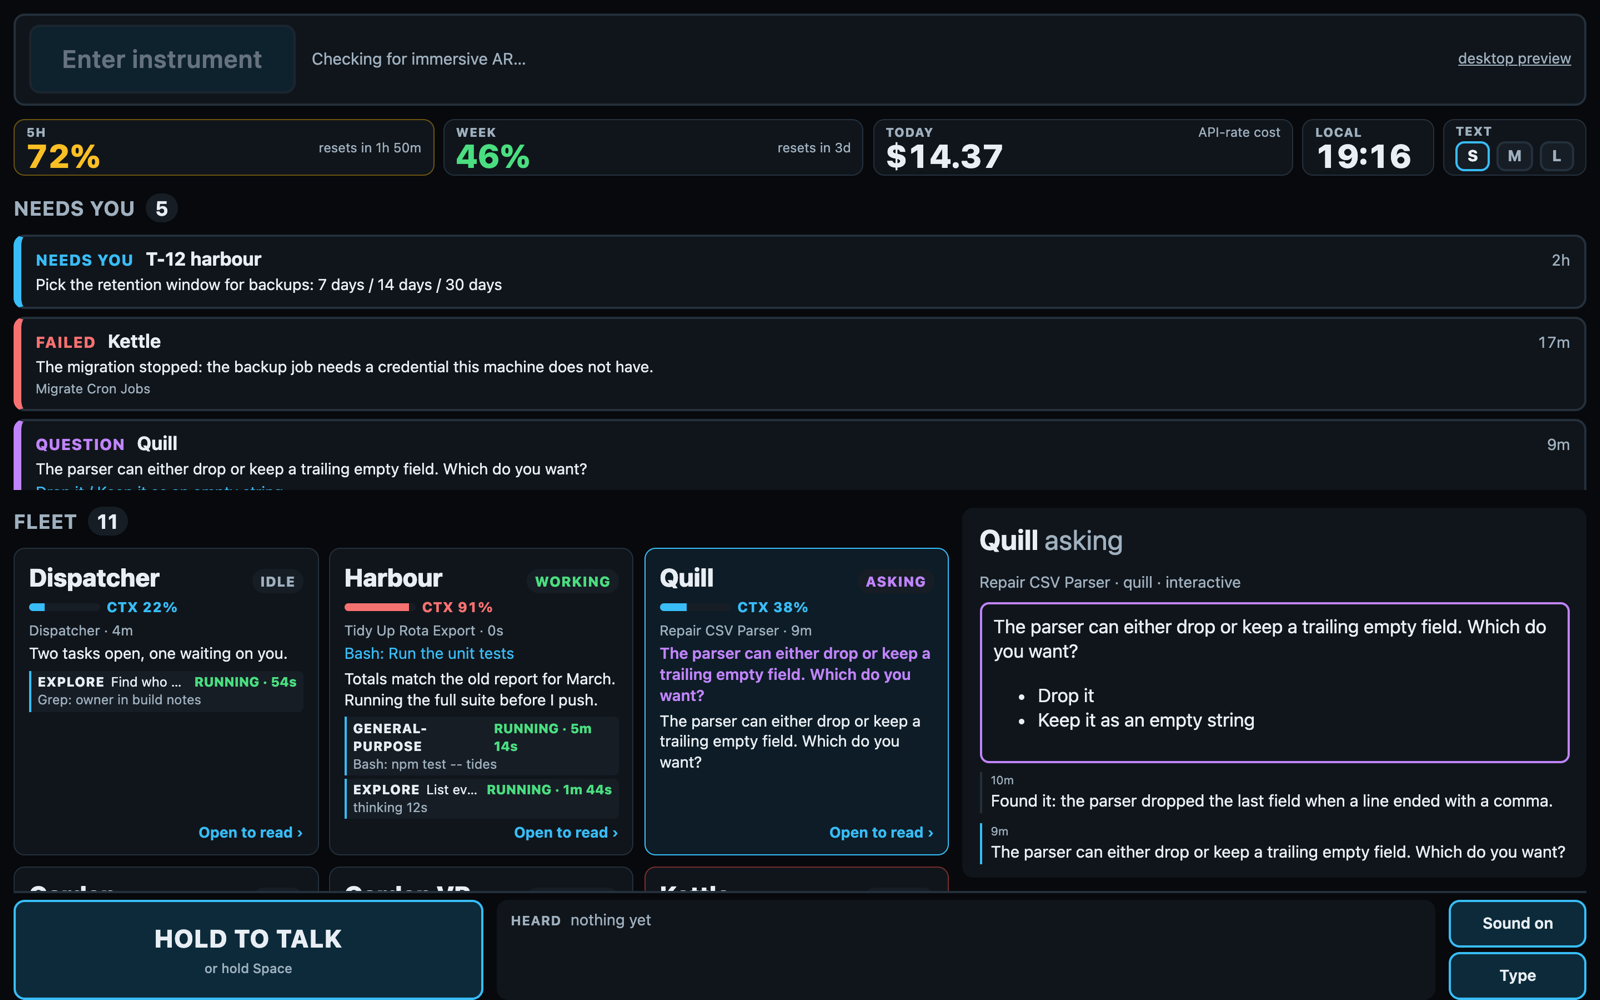 Enter instrument
Checking for immersive AR...
desktop preview
5H
72%
resets in 1h 50m
WEEK
46%
resets in 3d
TODAY
$14.37
API-rate cost
LOCAL
19:16
TEXT
S M L
NEEDS YOU 5
NEEDS YOU T-12 harbour 2h
Pick the retention window for backups: 7 days / 14 days / 30 days
FAILED Kettle 17m
The migration stopped: the backup job needs a credential this machine does not have.
Migrate Cron Jobs
QUESTION Quill 9m
The parser can either drop or keep a trailing empty field. Which do you want?
Drop it / Keep it as an empty string
FLEET 11
Dispatcher IDLE
CTX 22%
Dispatcher · 4m
Two tasks open, one waiting on you.
EXPLORE Find who ... RUNNING · 54s
Grep: owner in build notes
Open to read ›
Harbour WORKING
CTX 91%
Tidy Up Rota Export · 0s
Bash: Run the unit tests
Totals match the old report for March.
Running the full suite before I push.
GENERAL-
PURPOSE
RUNNING · 5m
14s
Bash: npm test -- tides
EXPLORE List ev... RUNNING · 1m 44s
thinking 12s
Open to read ›
Quill ASKING
CTX 38%
Repair CSV Parser · 9m
The parser can either drop or keep a
trailing empty field. Which do you
want?
The parser can either drop or keep a
trailing empty field. Which do you
want?
Open to read ›
Quill asking
Repair CSV Parser · quill · interactive
The parser can either drop or keep a trailing empty field. Which do
you want?
• Drop it
• Keep it as an empty string
10m
Found it: the parser dropped the last field when a line ended with a comma.
9m
The parser can either drop or keep a trailing empty field. Which do you want?
Kettle
HOLD TO TALK
or hold Space
HEARD nothing yet
Sound on
Type